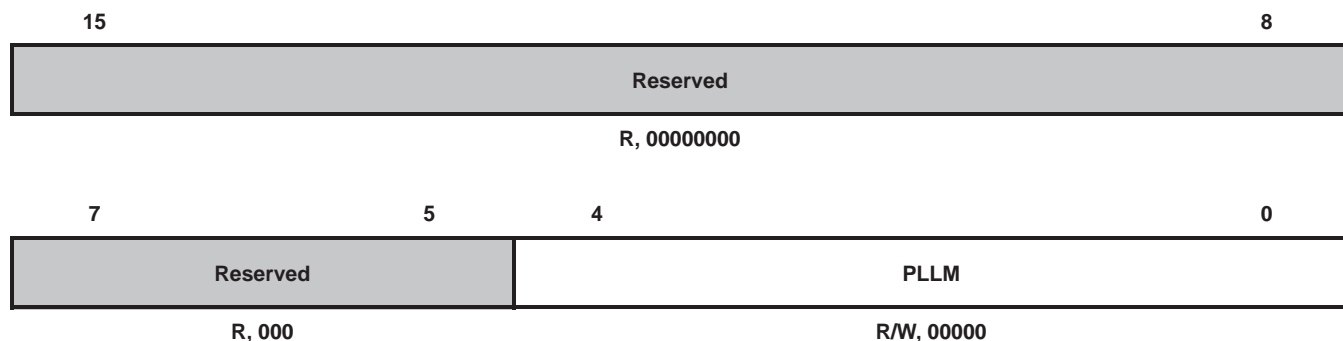 15 8
Reserved
R, 00000000
7 5 4 0
Reserved PLLM
R, 000 R/W, 00000